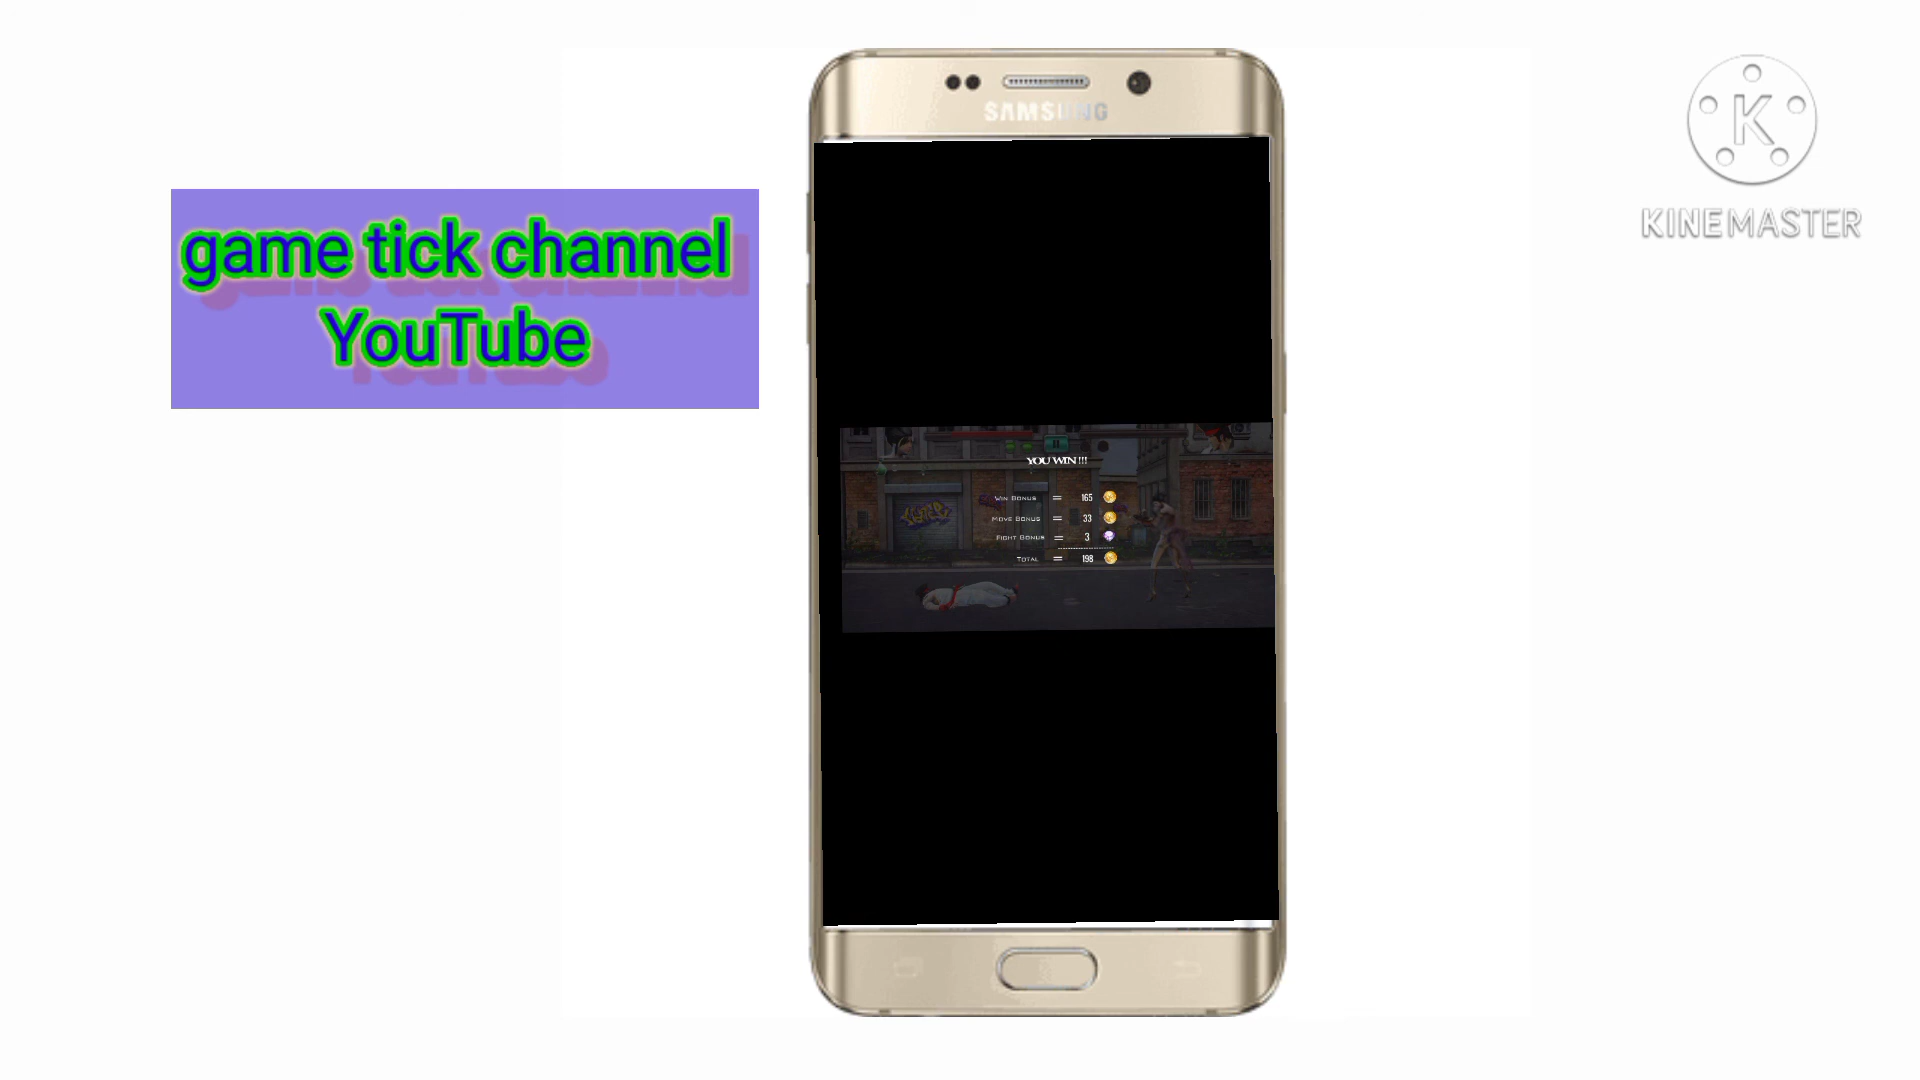 SAMSUNG
game tick channel
YouTube
K
KINEMASTER
YOU WIN !!!
WIN BONUS = 165
MOVE BONUS = 33
FIGHT BONUS = 3
TOTAL = 198